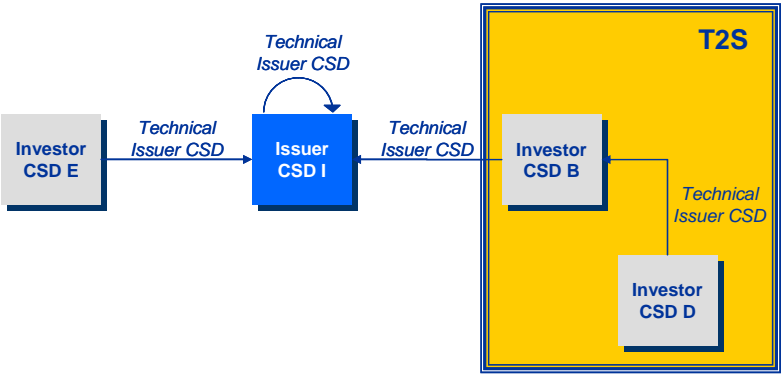 T2S
Technical
Issuer CSD
Investor
CSD E
Technical
Issuer CSD
Issuer
CSD I
Technical
Issuer CSD
Investor
CSD B
Technical
Issuer CSD
Investor
CSD D